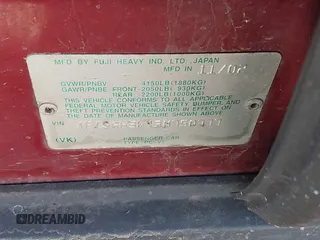 MFD BY FUJI HEAVY IND. LTD. JAPAN
MFD IN 11/02
GVWR/PNBV 4150LB(1880KG)
GAWR/PNBE FRONT-2050LB( 930KG)
REAR -2200LB(1000KG)
THIS VEHICLE CONFORMS TO ALL APPLICABLE
FEDERAL MOTOR VEHICLE SAFETY, BUMPER, AND
THEFT PREVENTION STANDARDS IN EFFECT ON
THE DATE OF MANUFACTURE SHOWN ABOVE.
VIN
(VK) PASSENGER CAR
AUTOBIDMASTER